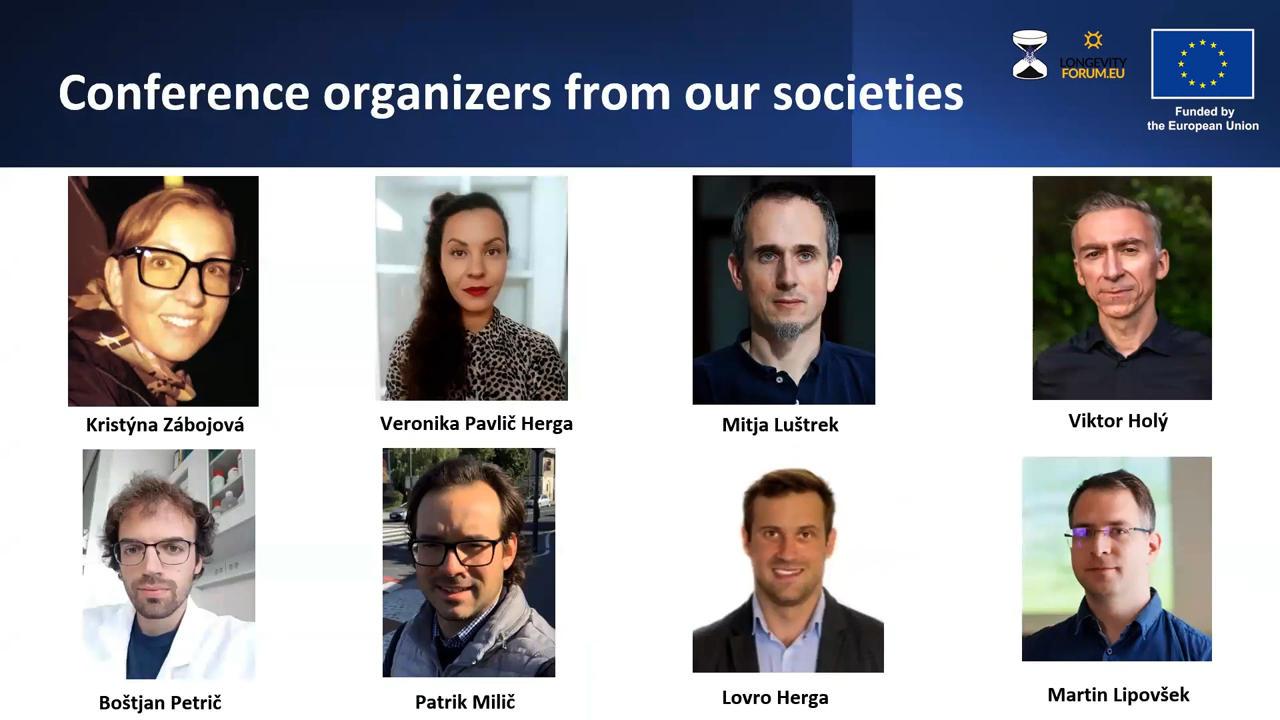 Conference organizers from our societies
LONGEVITY
FORUM.EU
Funded by
the European Union
Kristýna Zábojová
Veronika Pavlič Herga
Mitja Luštrek
Viktor Holý
Boštjan Petrič
Patrik Milič
Lovro Herga
Martin Lipovšek